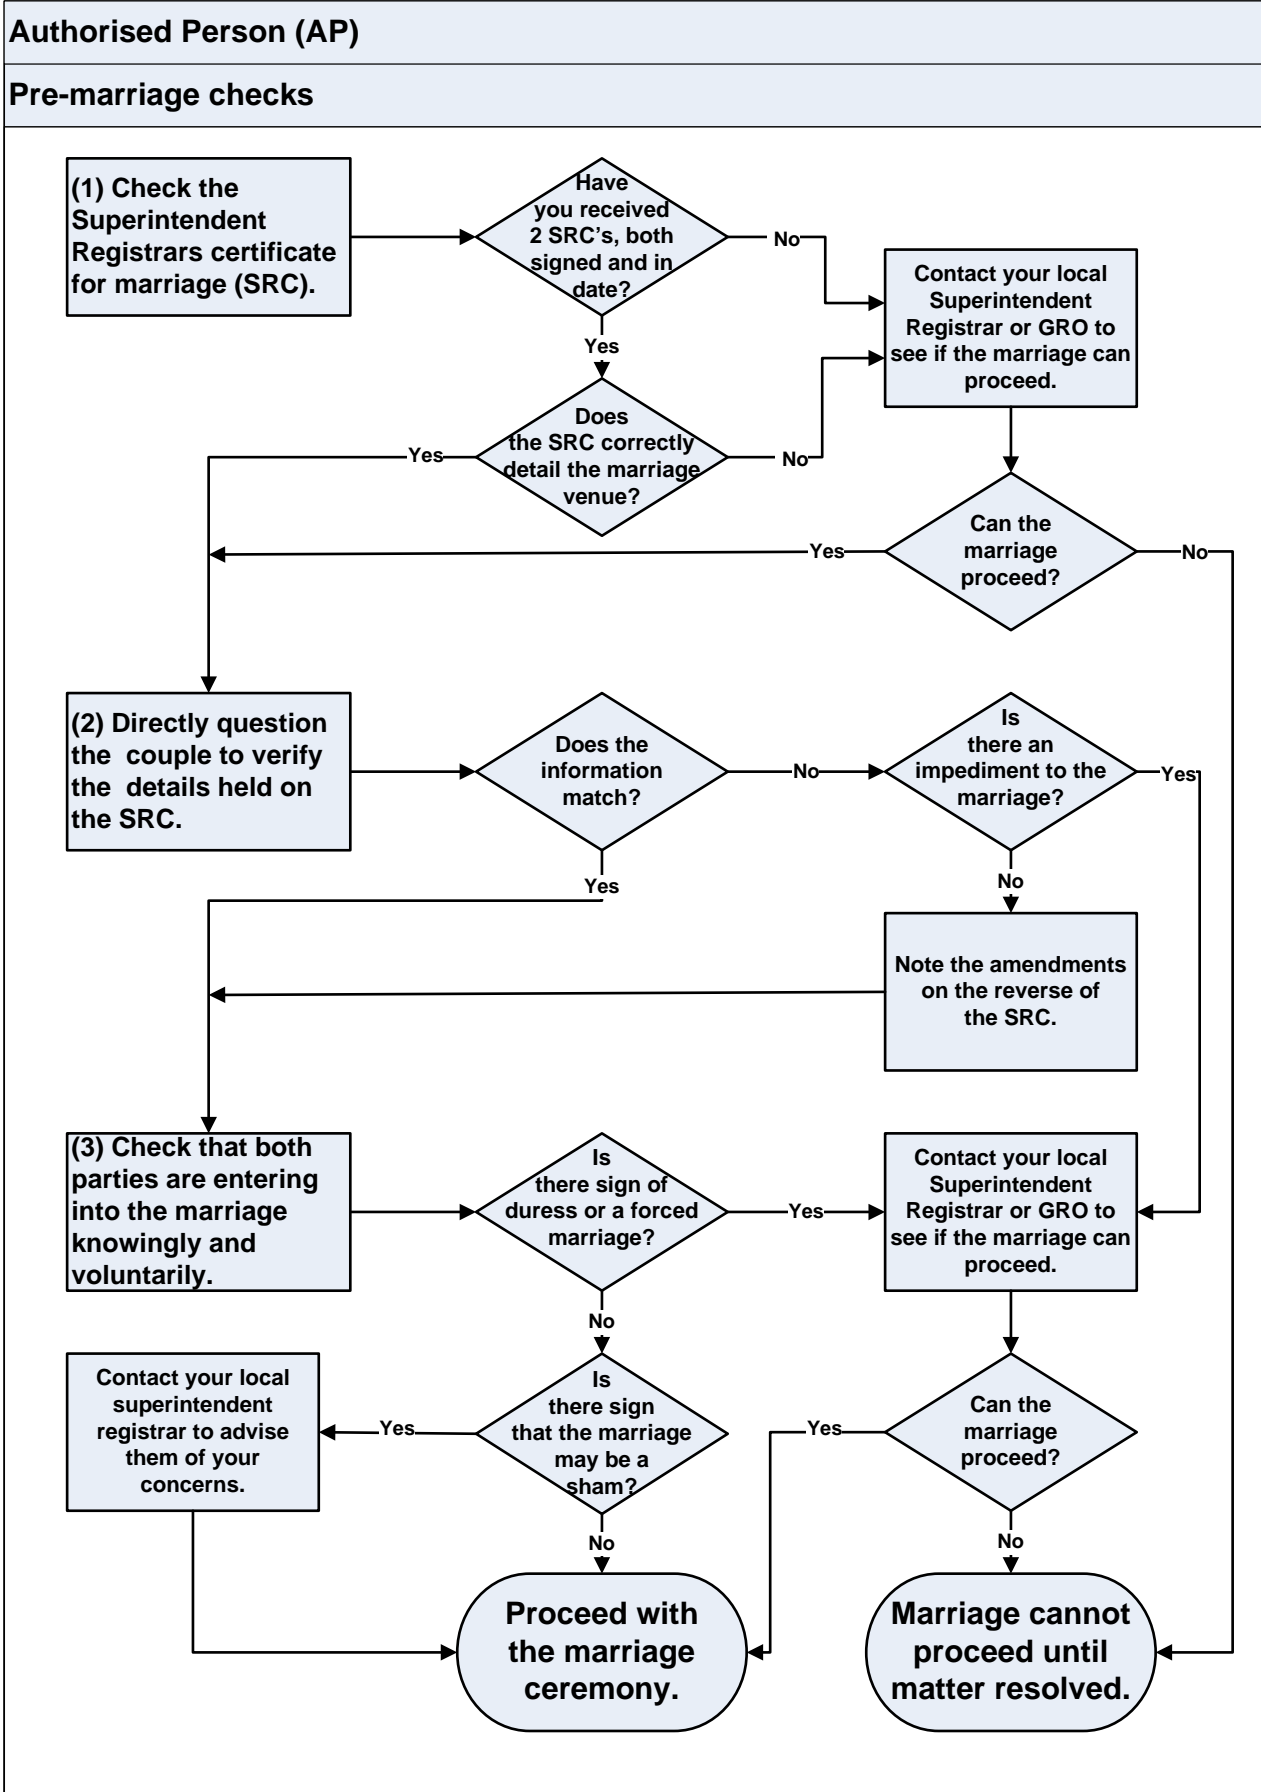 Authorised Person (AP)
Pre-marriage checks
(1) Check the
Superintendent
Registrars certificate
for marriage (SRC).
Have
you received
2 SRC's, both
signed and in
date?
No
Contact your local
Superintendent
Registrar or GRO to
see if the marriage can
proceed.
Yes
Does
the SRC correctly
detail the marriage
venue?
Yes
No
Can the
marriage
proceed?
Yes
No
(2) Directly question
the  couple to verify
the  details held on
the SRC.
Does the
information
match?
No
Is
there an
impediment to the
marriage?
Yes
Yes
No
Note the amendments
on the reverse of
the SRC.
(3) Check that both
parties are entering
into the marriage
knowingly and
voluntarily.
Is
there sign of
duress or a forced
marriage?
Yes
Contact your local
Superintendent
Registrar or GRO to
see if the marriage can
proceed.
No
Contact your local
superintendent
registrar to advise
them of your
concerns.
Yes
Is
there sign
that the marriage
may be a
sham?
Yes
Can the
marriage
proceed?
No
No
Proceed with
the marriage
ceremony.
Marriage cannot
proceed until
matter resolved.